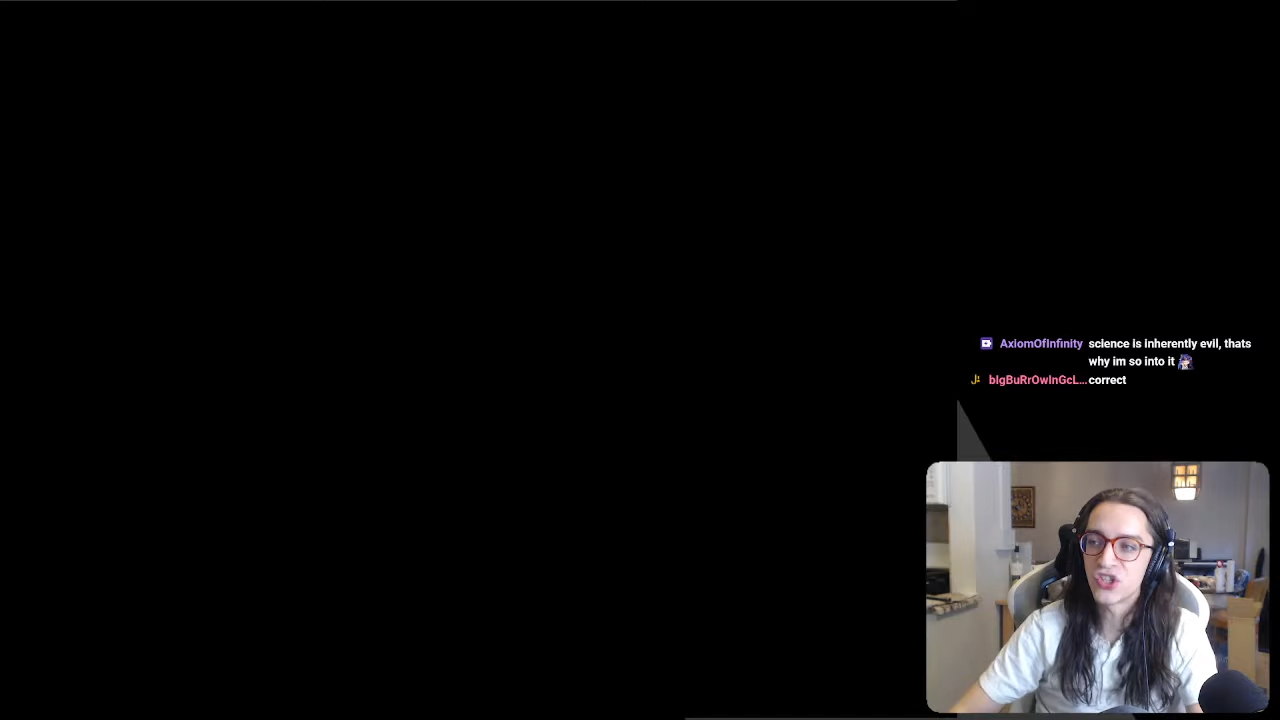 AxiomOfInfinity science is inherently evil, thats
why im so into it
bIgBuRrOwInGcL... correct